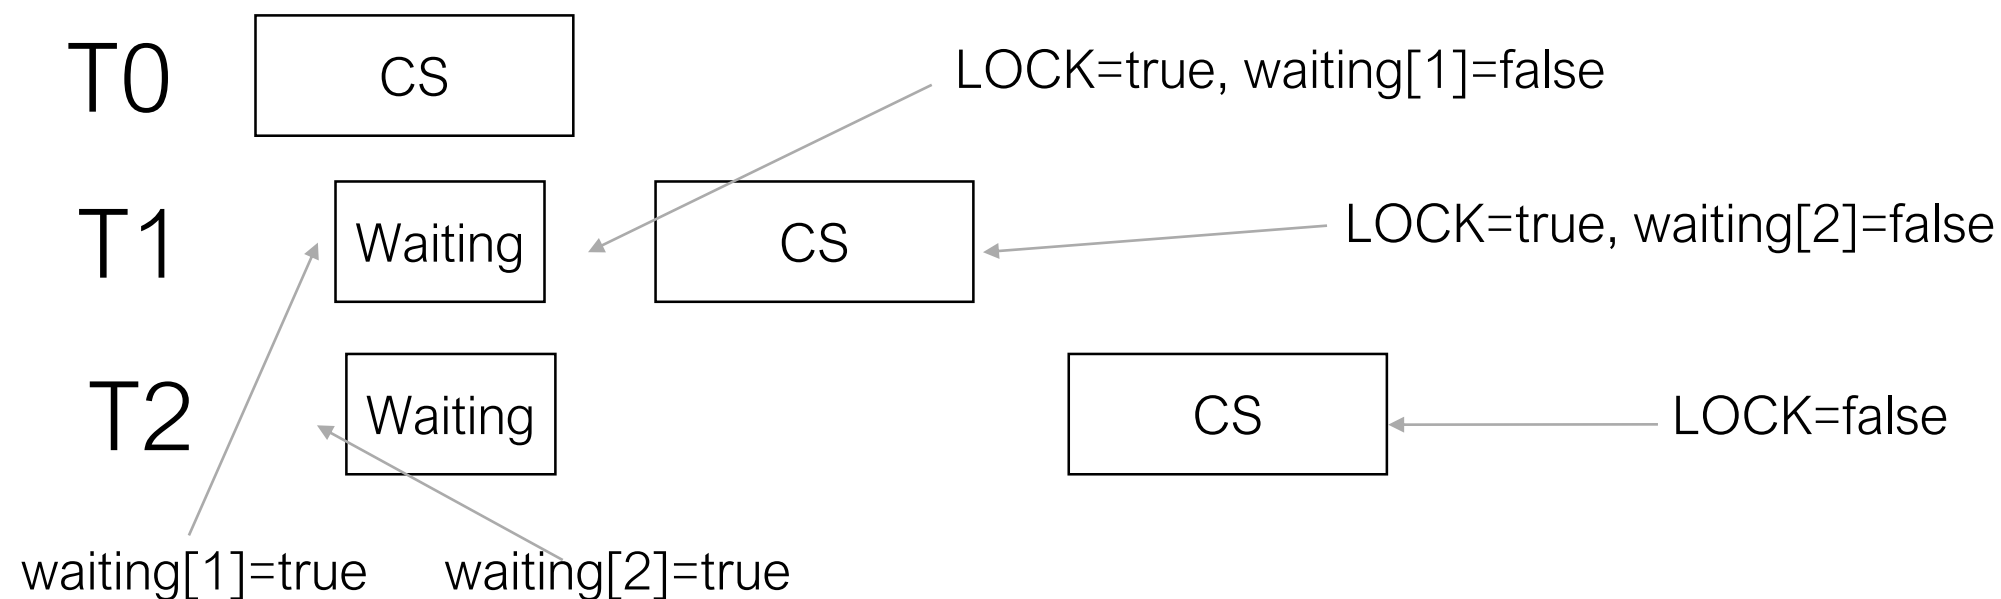 T0
CS
LOCK=true, waiting[1]=false
T1
Waiting
CS
LOCK=true, waiting[2]=false
T2
Waiting
CS
LOCK=false
waiting[1]=true
waiting[2]=true